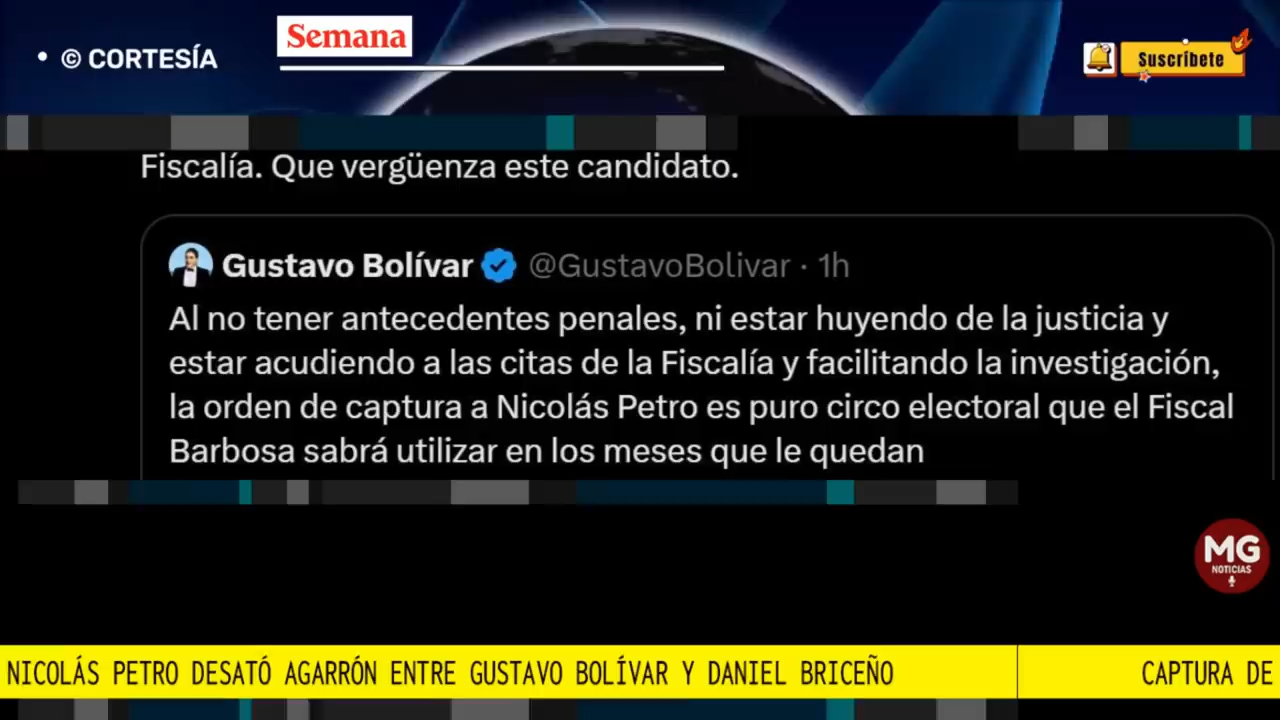 • © CORTESÍA
Semana
Suscríbete
Fiscalía. Que vergüenza este candidato.
Gustavo Bolívar @GustavoBolivar · 1h
Al no tener antecedentes penales, ni estar huyendo de la justicia y
estar acudiendo a las citas de la Fiscalía y facilitando la investigación,
la orden de captura a Nicolás Petro es puro circo electoral que el Fiscal
Barbosa sabrá utilizar en los meses que le quedan
MG
NOTICIAS
NICOLÁS PETRO DESATÓ AGARRÓN ENTRE GUSTAVO BOLÍVAR Y DANIEL BRICEÑO
CAPTURA DE